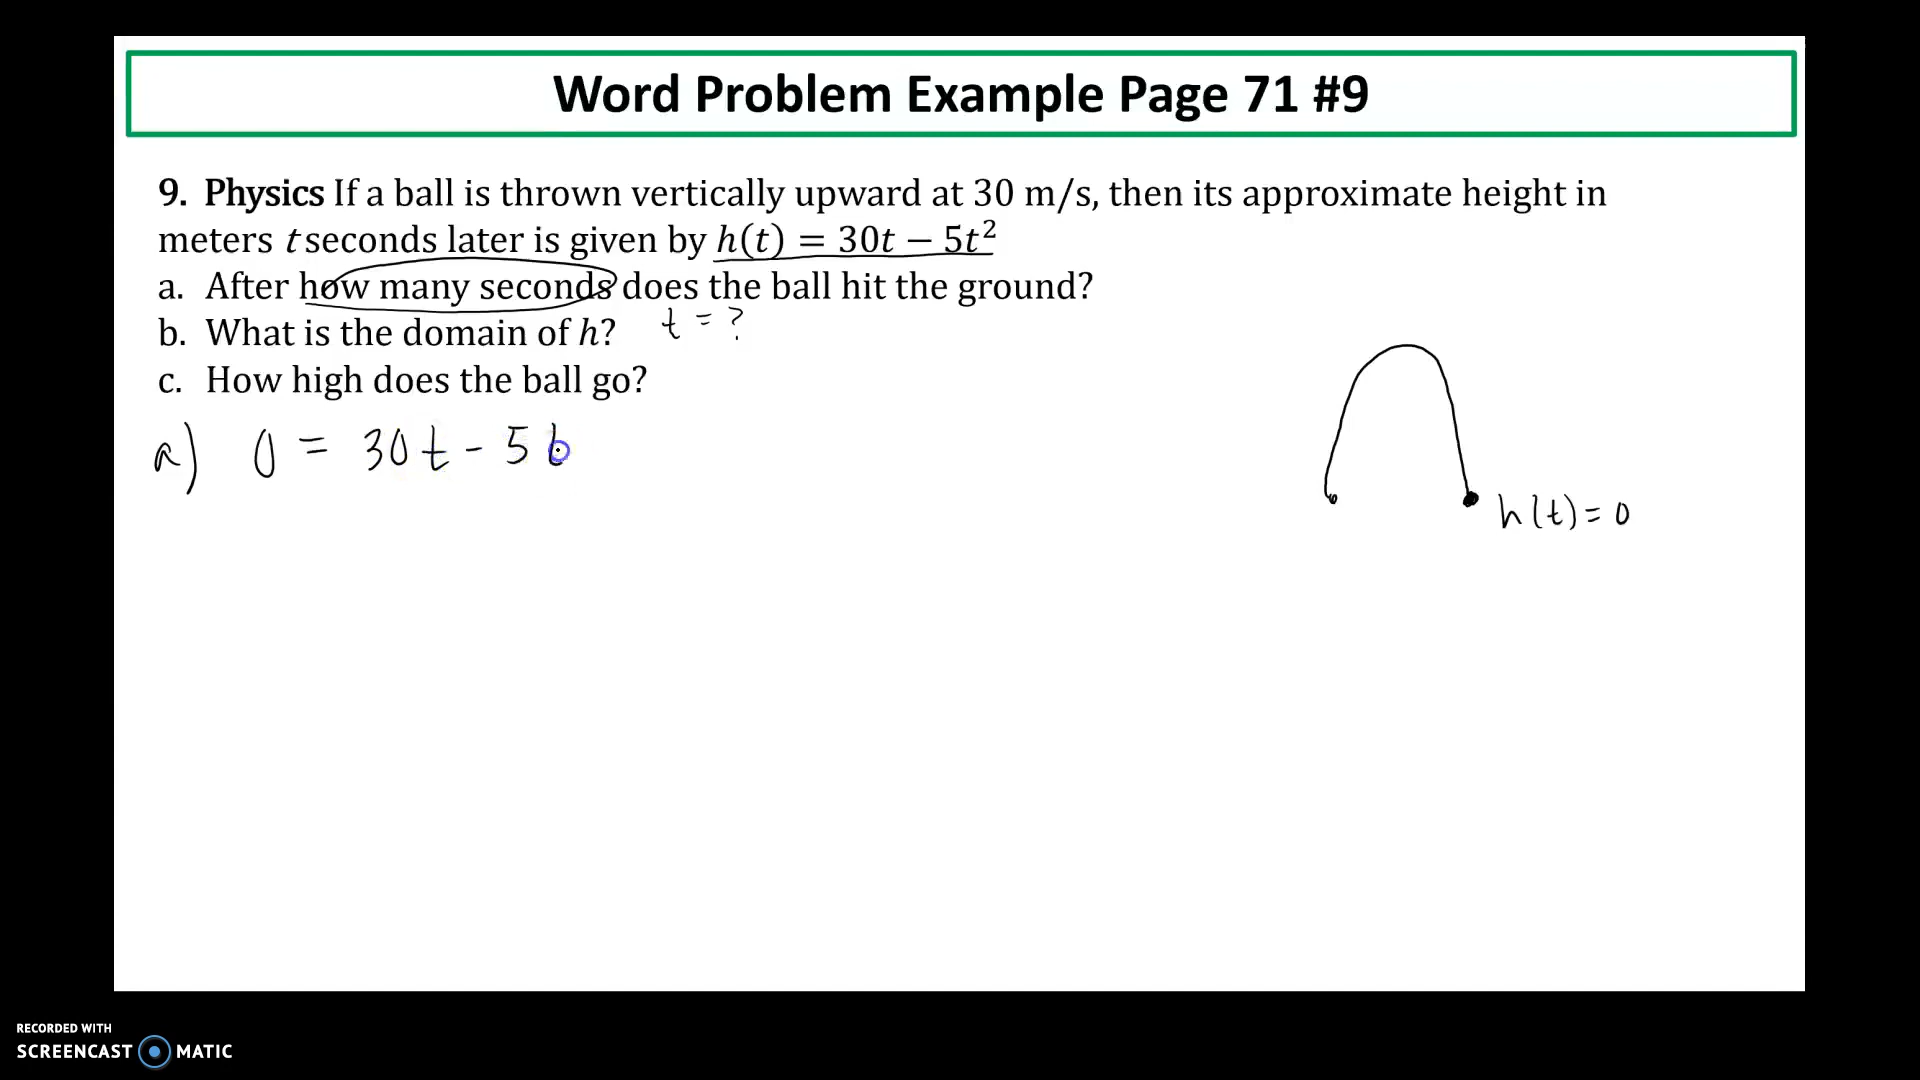 Word Problem Example Page 71 #9
9. Physics If a ball is thrown vertically upward at 30 m/s, then its approximate height in
meters t seconds later is given by h(t) = 30t − 5t²
a. After how many seconds does the ball hit the ground?
b. What is the domain of h?
t = ?
c. How high does the ball go?
a) 0 = 30t - 5t
h(t) = 0
RECORDED WITH
SCREENCAST MATIC